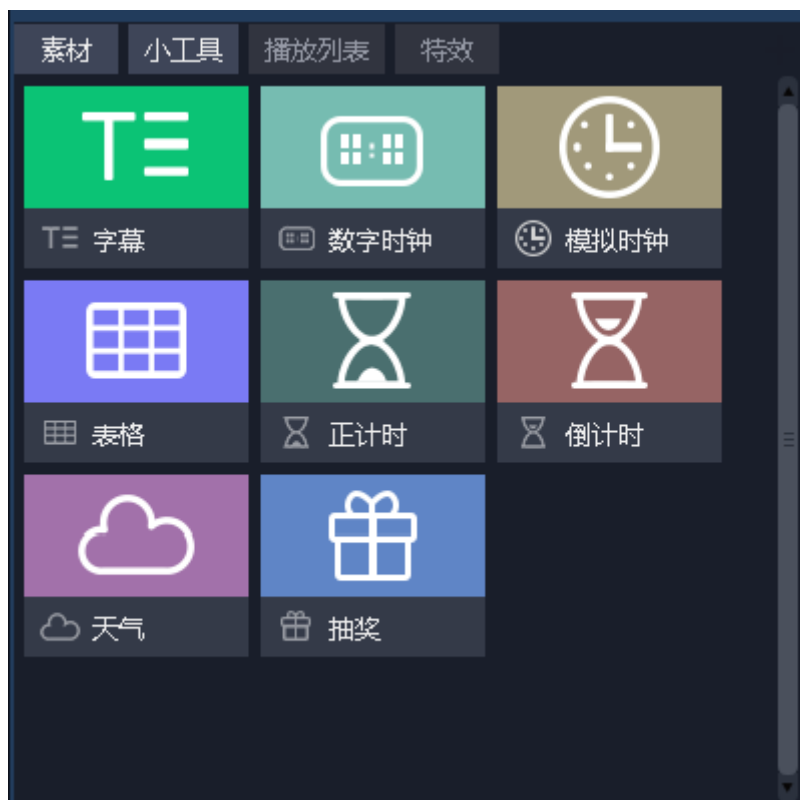 素材 小工具 播放列表 特效
字幕 数字时钟 模拟时钟
表格 正计时 倒计时
天气 抽奖